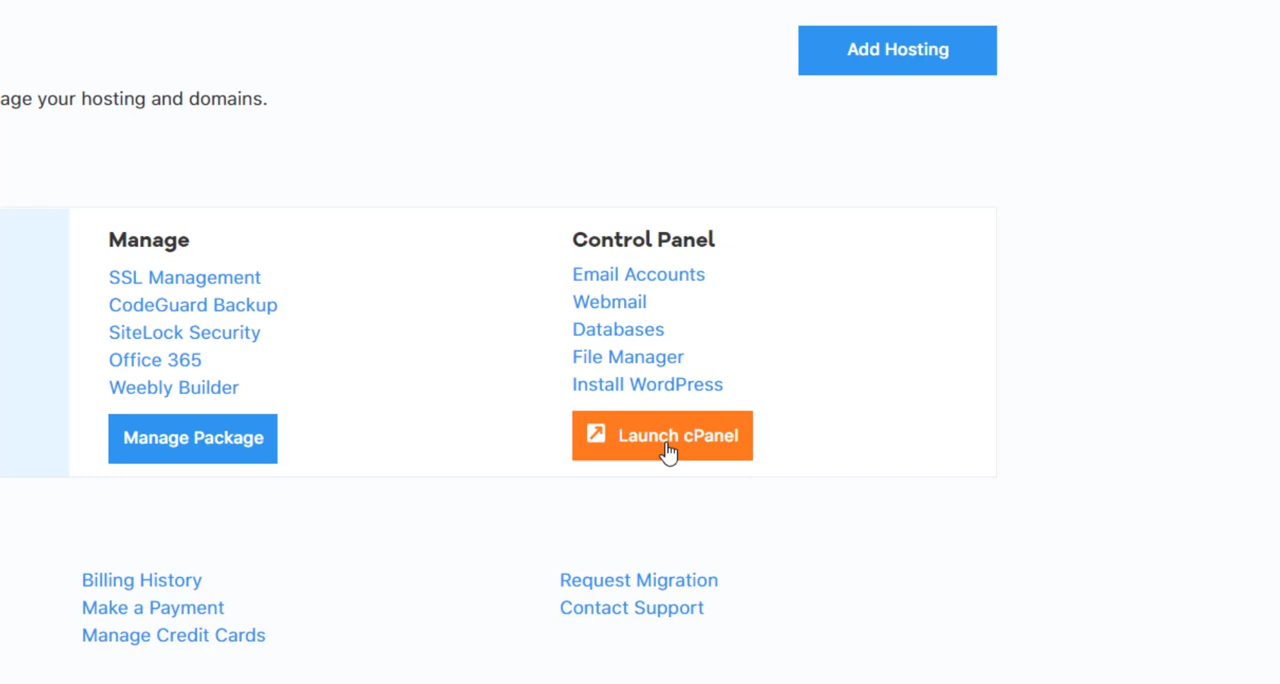 Add Hosting
age your hosting and domains.
Manage
SSL Management
CodeGuard Backup
SiteLock Security
Office 365
Weebly Builder
Manage Package
Control Panel
Email Accounts
Webmail
Databases
File Manager
Install WordPress
Launch cPanel
Billing History
Make a Payment
Manage Credit Cards
Request Migration
Contact Support